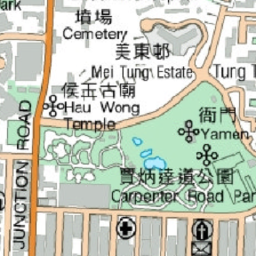 Park
墳場
Cemetery
美東邨
Mei Tung Estate
Tung T
侯王古廟
Hau Wong
Temple
衙門
Yamen
JUNCTION ROAD
賈炳達道公園
Carpenter Road Par